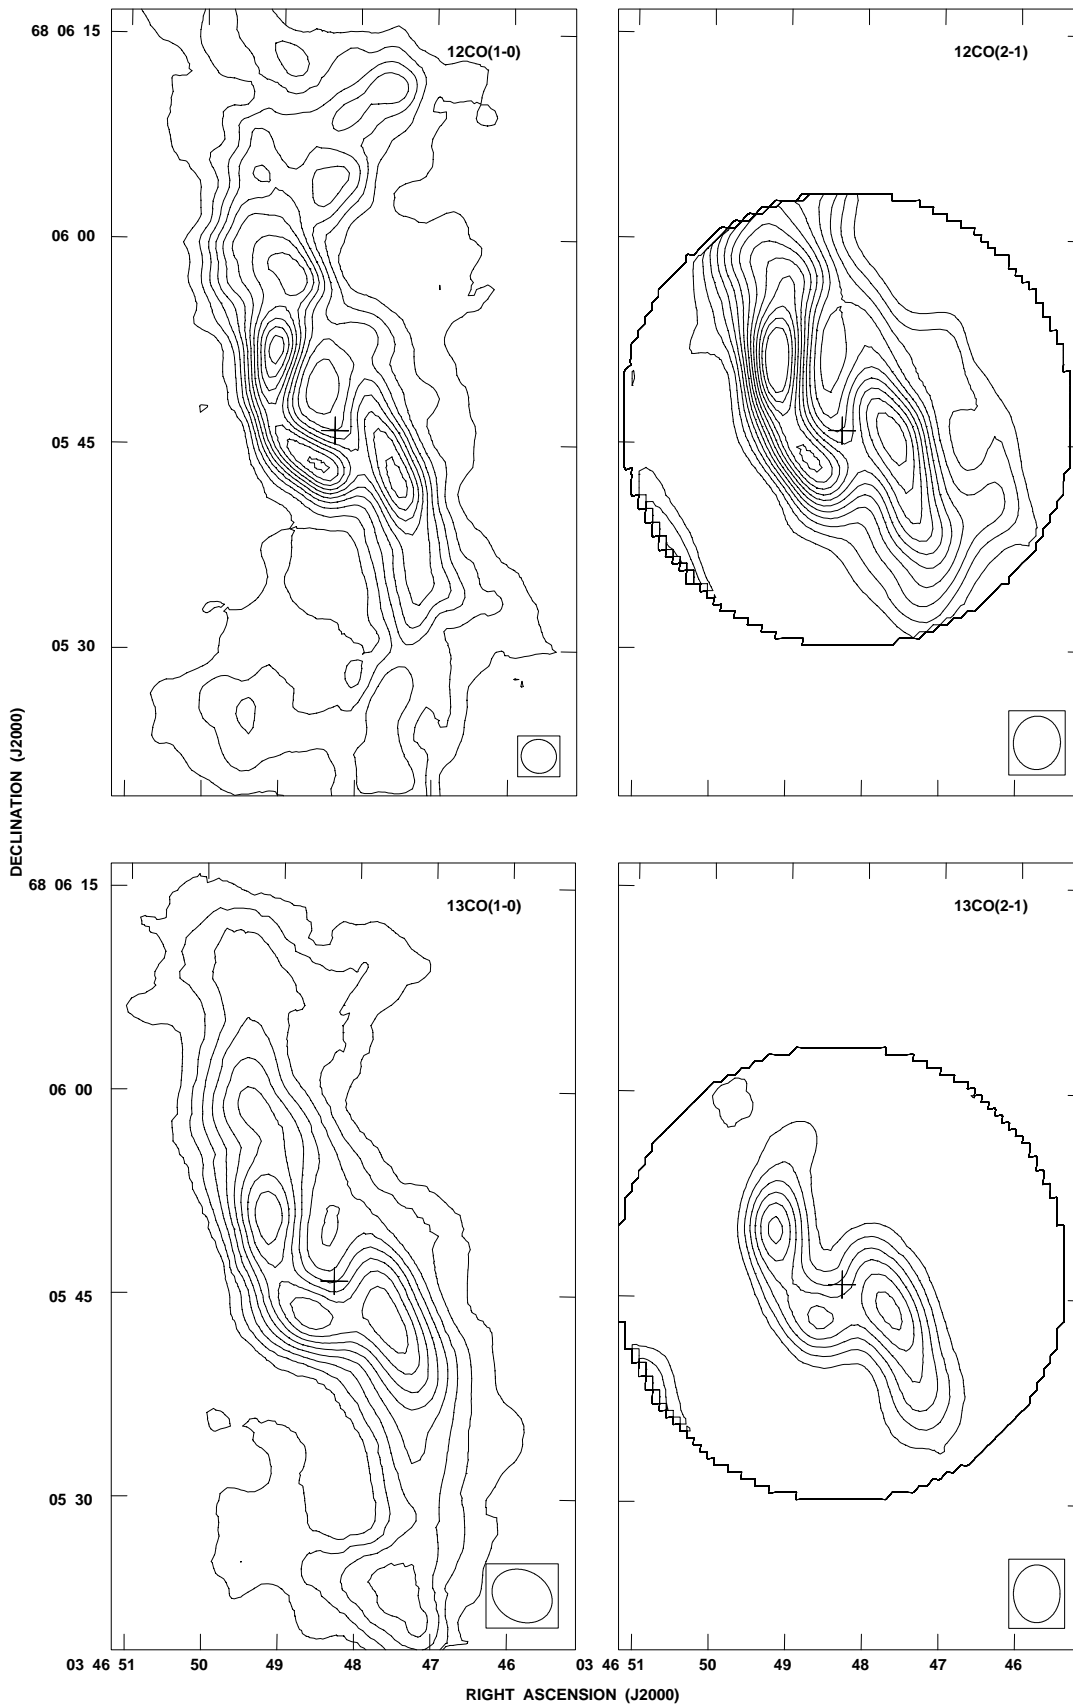 12CO(1-0)
12CO(2-1)
68 06 15
06 00
05 45
05 30
DECLINATION (J2000)
13CO(1-0)
13CO(2-1)
68 06 15
06 00
05 45
05 30
03 46 51 50 49 48 47 46
03 46 51 50 49 48 47 46
RIGHT ASCENSION (J2000)